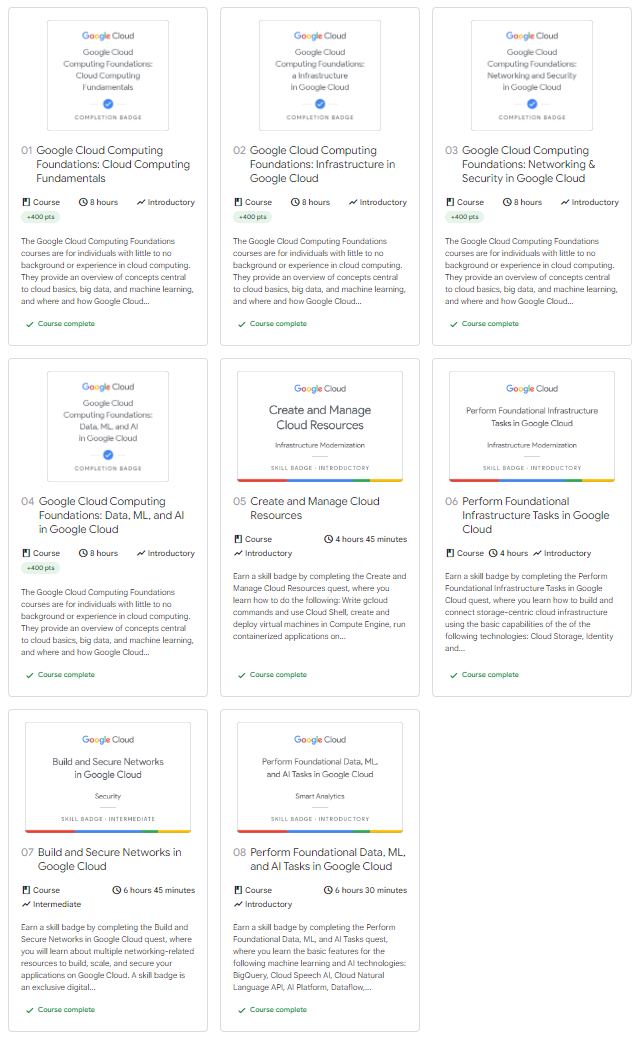 Google Cloud
Google Cloud
Computing Foundations:
Cloud Computing
Fundamentals
COMPLETION BADGE
01 Google Cloud Computing
Foundations: Cloud Computing
Fundamentals
Course 8 hours Introductory
+400 pts
The Google Cloud Computing Foundations
courses are for individuals with little to no
background or experience in cloud computing.
They provide an overview of concepts central
to cloud basics, big data, and machine learning,
and where and how Google Cloud...
Course complete
Google Cloud
Google Cloud
Computing Foundations:
a Infrastructure
in Google Cloud
COMPLETION BADGE
02 Google Cloud Computing
Foundations: Infrastructure in
Google Cloud
Course 8 hours Introductory
+400 pts
The Google Cloud Computing Foundations
courses are for individuals with little to no
background or experience in cloud computing.
They provide an overview of concepts central
to cloud basics, big data, and machine learning,
and where and how Google Cloud...
Course complete
Google Cloud
Google Cloud
Computing Foundations:
Networking and Security
in Google Cloud
COMPLETION BADGE
03 Google Cloud Computing
Foundations: Networking &
Security in Google Cloud
Course 8 hours Introductory
+400 pts
The Google Cloud Computing Foundations
courses are for individuals with little to no
background or experience in cloud computing.
They provide an overview of concepts central
to cloud basics, big data, and machine learning,
and where and how Google Cloud...
Course complete
Google Cloud
Google Cloud
Computing Foundations:
Data, ML, and AI
in Google Cloud
COMPLETION BADGE
04 Google Cloud Computing
Foundations: Data, ML, and AI
in Google Cloud
Course 8 hours Introductory
+400 pts
The Google Cloud Computing Foundations
courses are for individuals with little to no
background or experience in cloud computing.
They provide an overview of concepts central
to cloud basics, big data, and machine learning,
and where and how Google Cloud...
Course complete
Google Cloud
Create and Manage
Cloud Resources
Infrastructure Modernization
SKILL BADGE · INTRODUCTORY
05 Create and Manage Cloud
Resources
Course 4 hours 45 minutes
Introductory
Earn a skill badge by completing the Create and
Manage Cloud Resources quest, where you
learn how to do the following: Write gcloud
commands and use Cloud Shell, create and
deploy virtual machines in Compute Engine, run
containerized applications on...
Course complete
Google Cloud
Perform Foundational Infrastructure
Tasks in Google Cloud
Infrastructure Modernization
SKILL BADGE · INTRODUCTORY
06 Perform Foundational
Infrastructure Tasks in Google
Cloud
Course 4 hours Introductory
Earn a skill badge by completing the Perform
Foundational Infrastructure Tasks in Google
Cloud quest, where you learn how to build and
connect storage-centric cloud infrastructure
using the basic capabilities of the of the
following technologies: Cloud Storage, Identity
and...
Course complete
Google Cloud
Build and Secure Networks
in Google Cloud
Security
SKILL BADGE · INTERMEDIATE
07 Build and Secure Networks in
Google Cloud
Course 6 hours 45 minutes
Intermediate
Earn a skill badge by completing the Build and
Secure Networks in Google Cloud quest, where
you will learn about multiple networking-related
resources to build, scale, and secure your
applications on Google Cloud. A skill badge is
an exclusive digital...
Course complete
Google Cloud
Perform Foundational Data, ML,
and AI Tasks in Google Cloud
Smart Analytics
SKILL BADGE · INTRODUCTORY
08 Perform Foundational Data, ML,
and AI Tasks in Google Cloud
Course 6 hours 30 minutes
Introductory
Earn a skill badge by completing the Perform
Foundational Data, ML, and AI Tasks quest,
where you learn the basic features for the
following machine learning and AI technologies:
BigQuery, Cloud Speech AI, Cloud Natural
Language API, AI Platform, Dataflow,...
Course complete